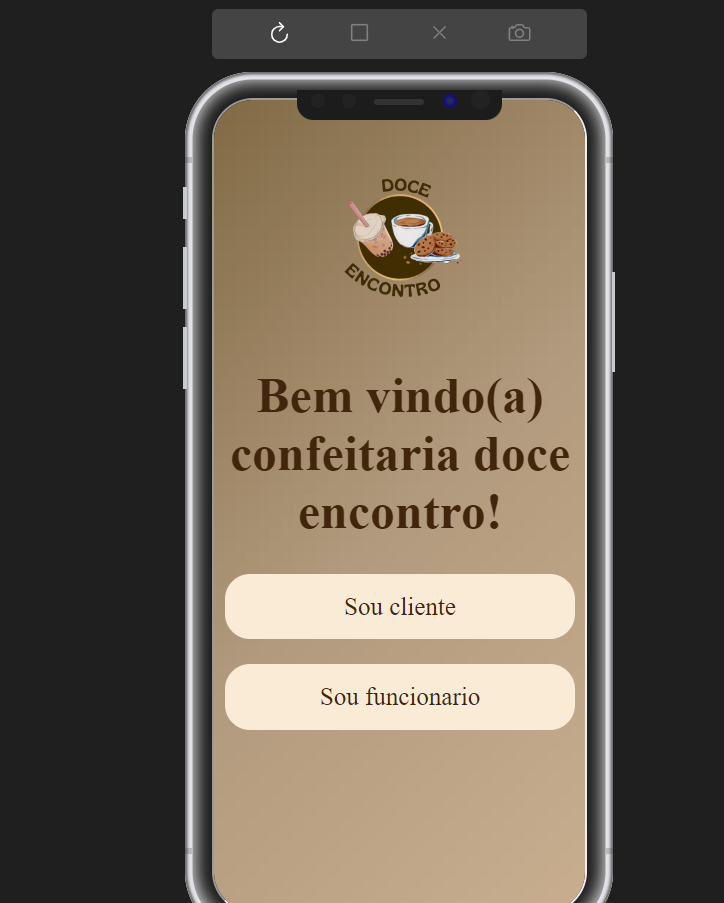 DOCE
ENCONTRO
Bem vindo(a)
confeitaria doce
encontro!
Sou cliente
Sou funcionario